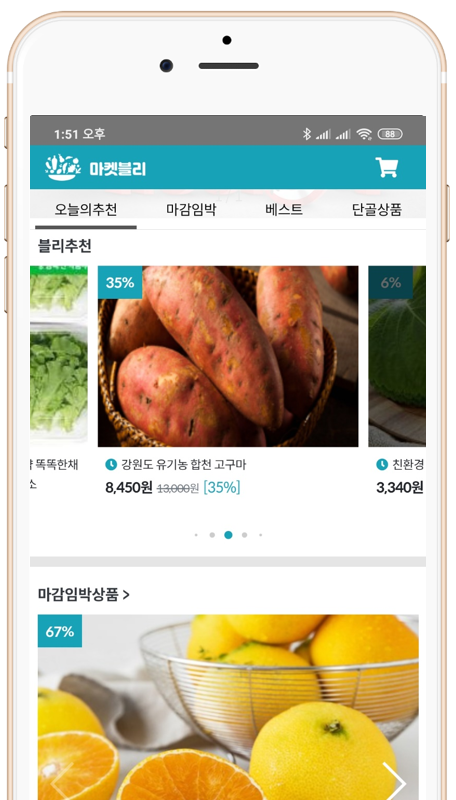 1:51 오후
88
마켓블리
오늘의추천 마감임박 베스트 단골상품
블리추천
35%
6%
똑똑한채
소
강원도 유기농 합천 고구마
8,450원 13,000원 [35%]
친환경
3,340원
마감임박상품 >
67%